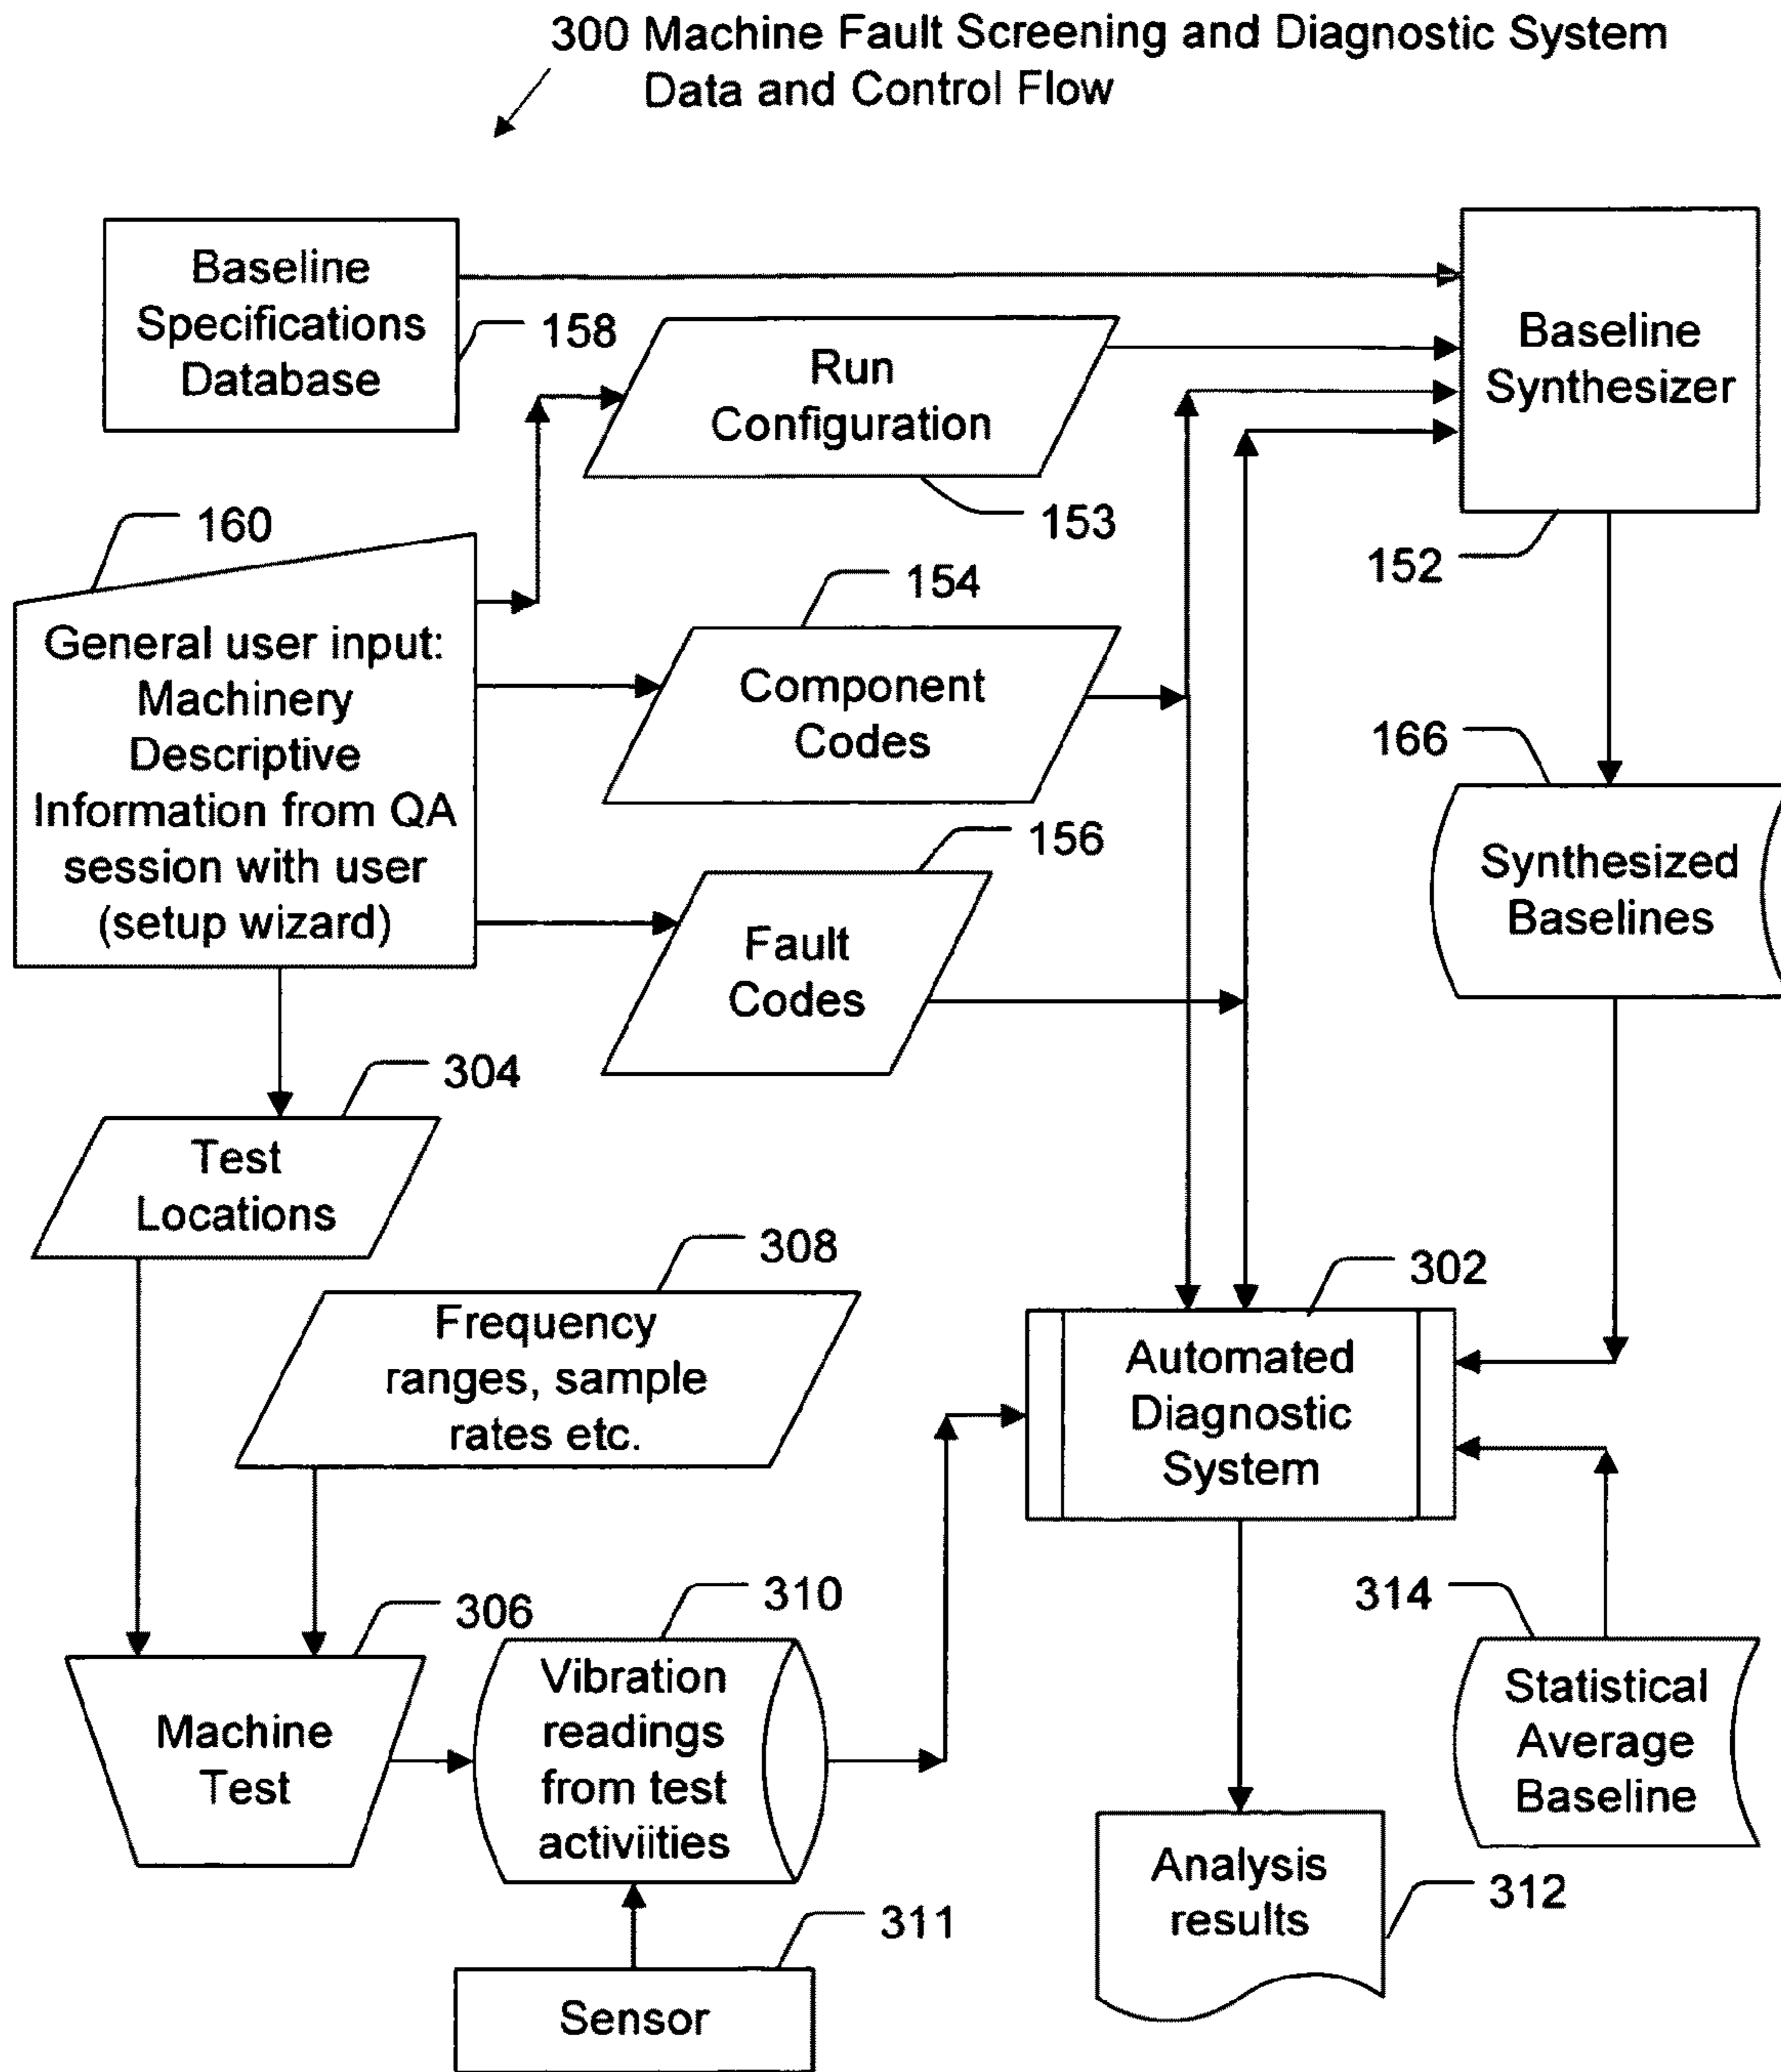 300 Machine Fault Screening and Diagnostic System
Data and Control Flow
Baseline
Specifications
Database
158
Run
Configuration
153
Baseline
Synthesizer
152
160
General user input:
Machinery
Descriptive
Information from QA
session with user
(setup wizard)
154
Component
Codes
156
Fault
Codes
166
Synthesized
Baselines
304
Test
Locations
308
Frequency
ranges, sample
rates etc.
302
Automated
Diagnostic
System
306
Machine
Test
310
Vibration
readings
from test
activiities
311
Sensor
314
Statistical
Average
Baseline
Analysis
results
312